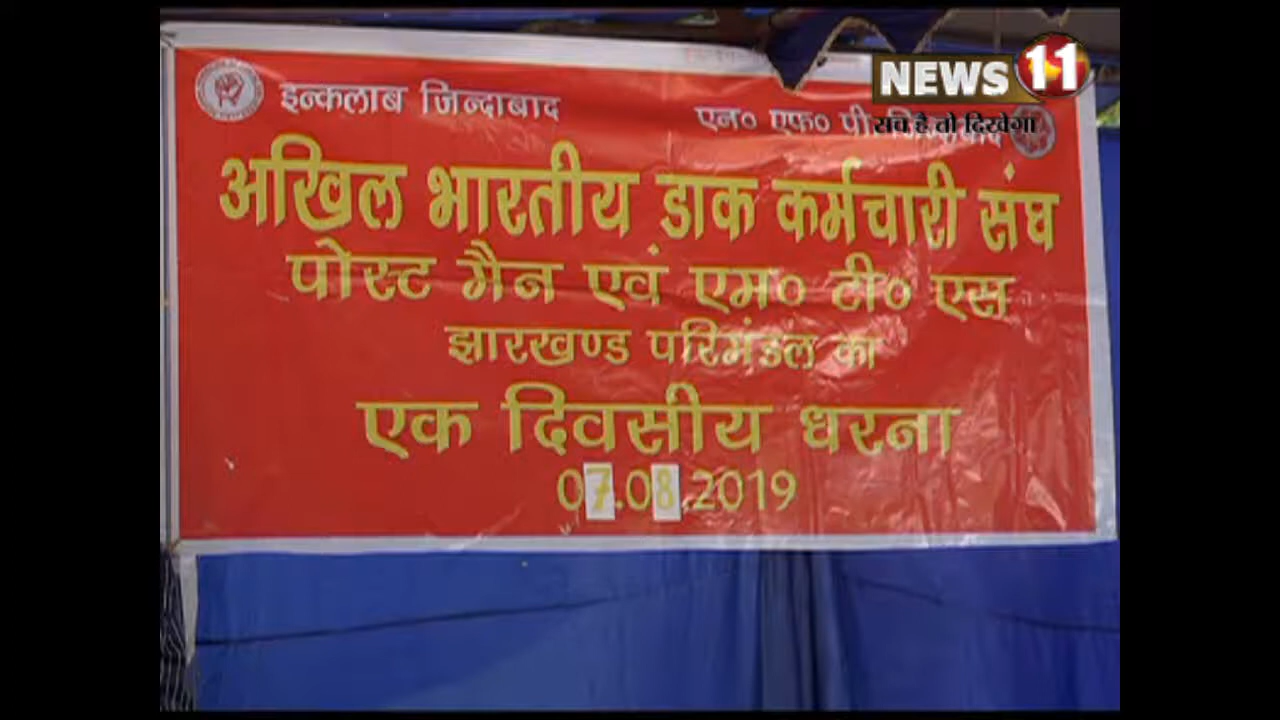 NEWS 11
सच है तो दिखेगा
इन्कलाब जिन्दाबाद
एन० एफ० पी०
अखिल भारतीय डाक कर्मचारी संघ
पोस्ट मैन एवं एम० टी० एस
झारखण्ड परिमंडल का
एक दिवसीय धरना
07.08.2019